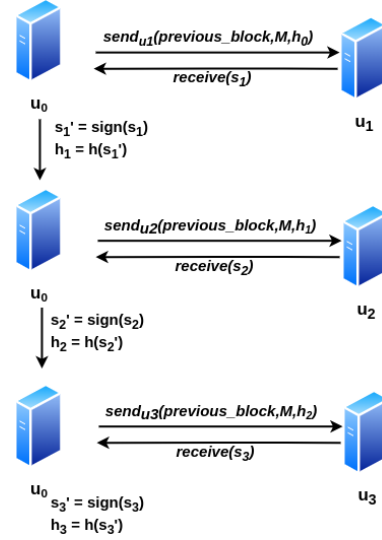 send_u1(previous_block,M,h_0)
receive(s_1)
u_0
u_1
s_1' = sign(s_1)
h_1 = h(s_1')
send_u2(previous_block,M,h_1)
receive(s_2)
u_0
u_2
s_2' = sign(s_2)
h_2 = h(s_2')
send_u3(previous_block,M,h_2)
receive(s_3)
u_0
u_3
s_3' = sign(s_3)
h_3 = h(s_3')